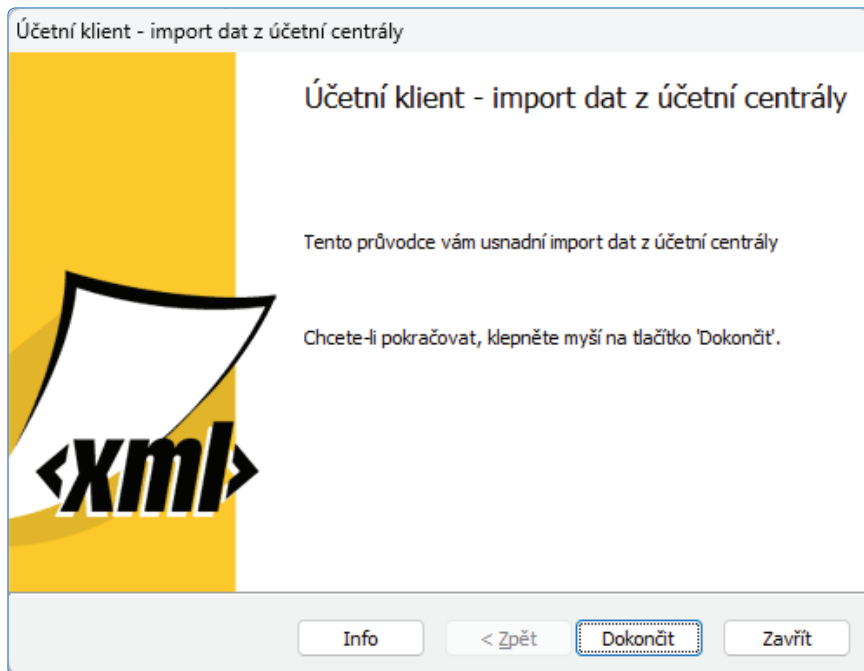 Účetní klient - import dat z účetní centrály
Účetní klient - import dat z účetní centrály
Tento průvodce vám usnadní import dat z účetní centrály
Chcete-li pokračovat, klepněte myší na tlačítko 'Dokončit'.
<xml>
Info
< Zpět
Dokončit
Zavřít